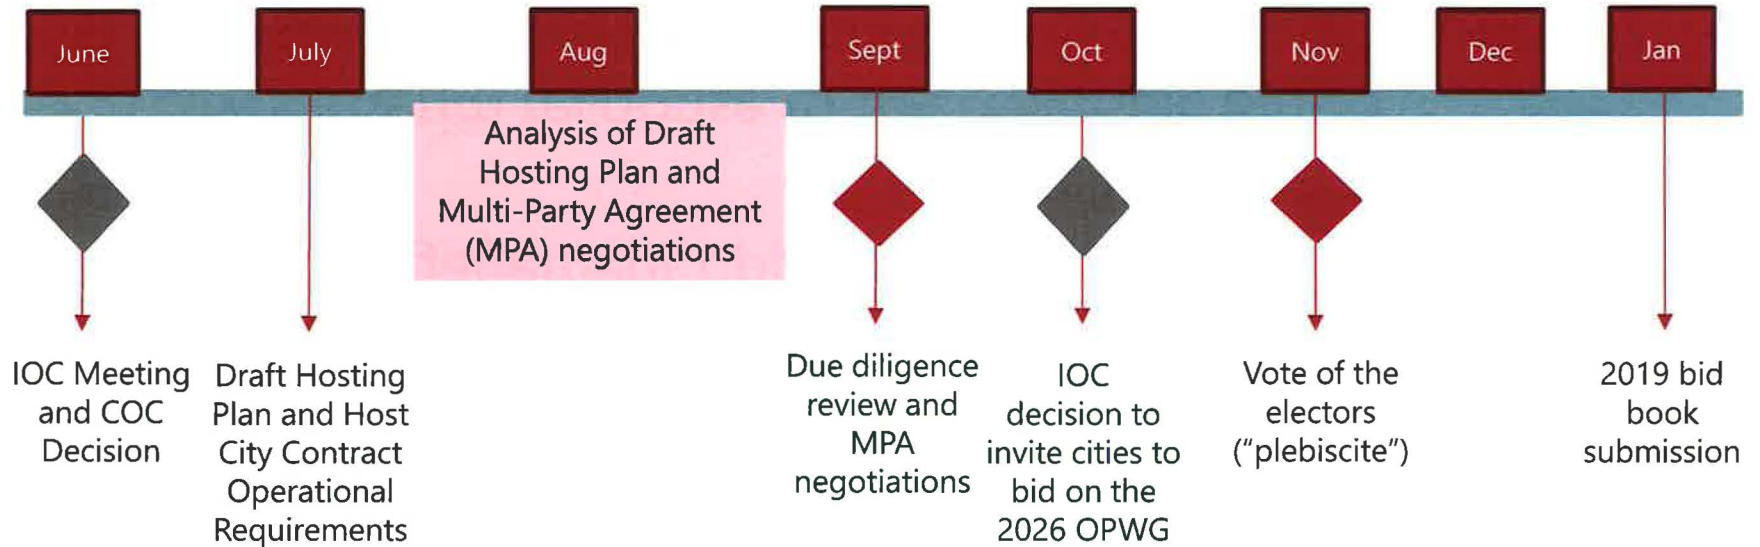 June
July
Aug
Sept
Oct
Nov
Dec
Jan
Analysis of Draft
Hosting Plan and
Multi-Party Agreement
(MPA) negotiations
IOC Meeting
and COC
Decision
Draft Hosting
Plan and Host
City Contract
Operational
Requirements
Due diligence
review and
MPA
negotiations
IOC
decision to
invite cities to
bid on the
2026 OPWG
Vote of the
electors
("plebiscite")
2019 bid
book
submission